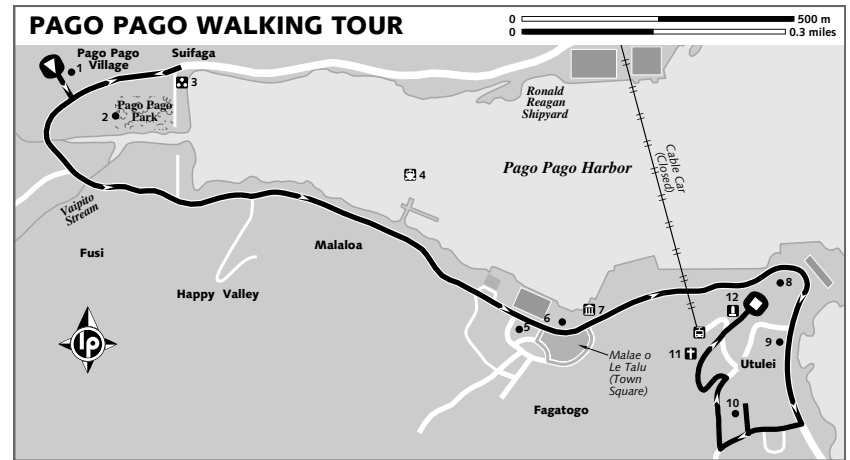 PAGO PAGO WALKING TOUR
0 500 m
0 0.3 miles
Pago Pago
Village
Suifaga
1
3
Pago Pago
Park
2
Ronald
Reagan
Shipyard
4
Pago Pago Harbor
Cable Car
(Closed)
Vaipito
Stream
Fusi
Malaloa
Happy Valley
lp
5
6
7
8
12
9
11
Utulei
10
Malae o
Le Talu
(Town
Square)
Fagatogo